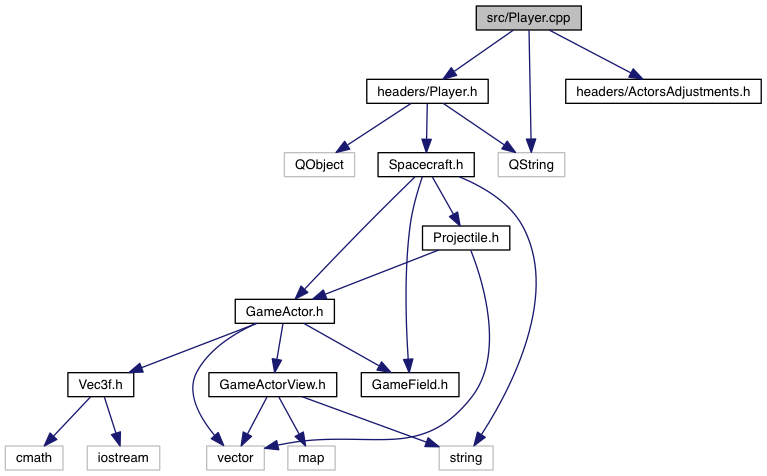 src/Player.cpp
headers/Player.h
headers/ActorsAdjustments.h
QObject
Spacecraft.h
QString
Projectile.h
GameActor.h
Vec3f.h
GameActorView.h
GameField.h
cmath
iostream
vector
map
string